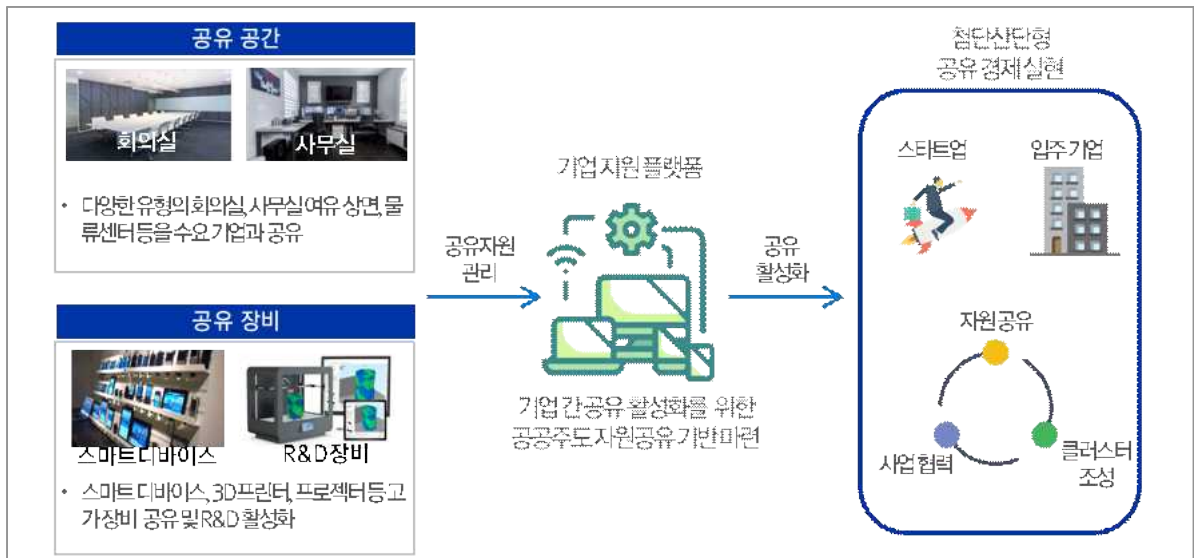 공유 공간
회의실
사무실
• 다양한 유형의 회의실, 사무실 여유 상면, 물
류센터 등을 수요 기업과 공유
공유 장비
스마트 디바이스
R&D 장비
• 스마트 디바이스, 3D 프린터, 프로젝터 등 고
가 장비 공유 및 R&D 활성화
공유자원
관리
기업 지원 플랫폼
기업 간 공유 활성화를 위한
공공주도 자원공유 기반 마련
공유
활성화
첨단산단형
공유 경제 실현
스타트업
입주 기업
자원 공유
사업 협력
클러스터
조성